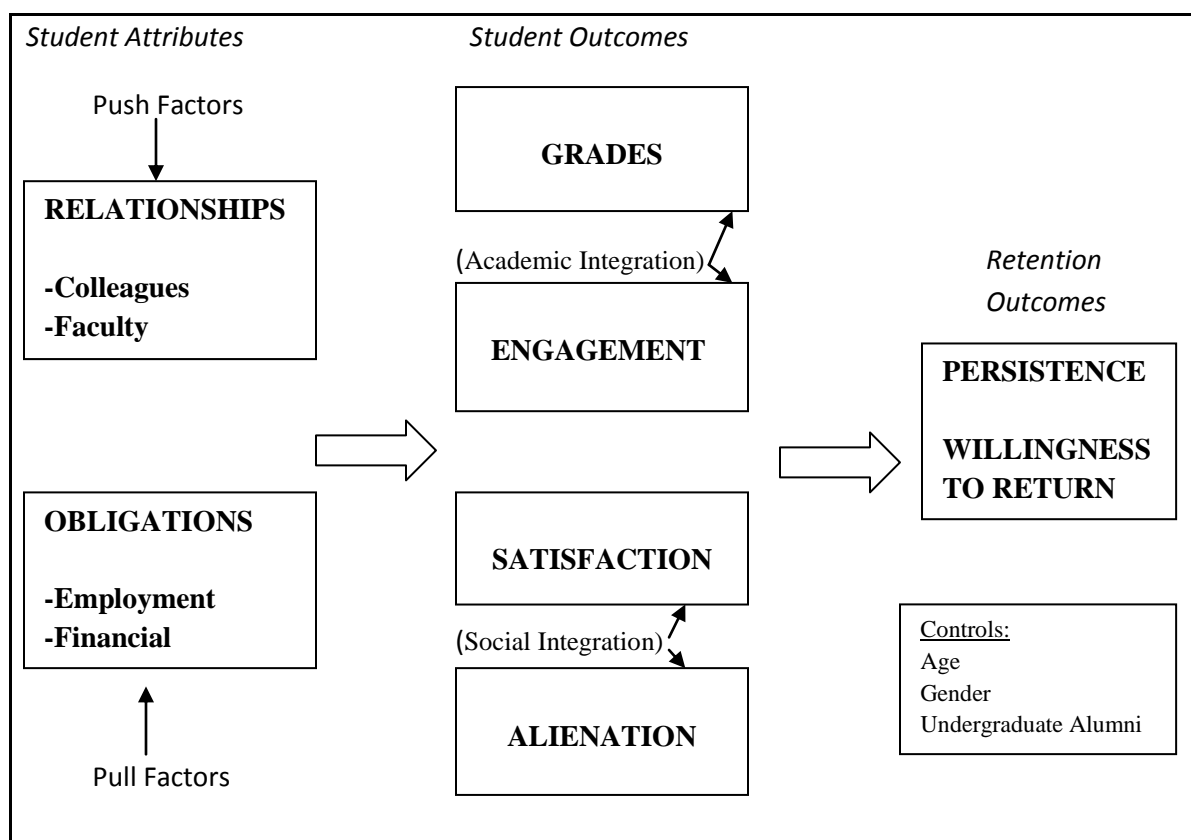 Student Attributes
Push Factors
RELATIONSHIPS
-Colleagues
-Faculty
OBLIGATIONS
-Employment
-Financial
Pull Factors
Student Outcomes
GRADES
(Academic Integration)
ENGAGEMENT
SATISFACTION
(Social Integration)
ALIENATION
Retention
Outcomes
PERSISTENCE
WILLINGNESS
TO RETURN
Controls:
Age
Gender
Undergraduate Alumni